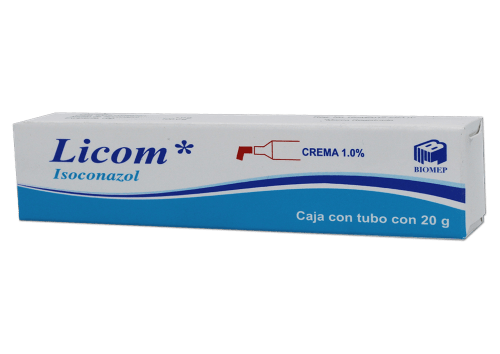 Licom*
Isoconazol
CREMA 1.0%
BIOMEP
Caja con tubo con 20 g